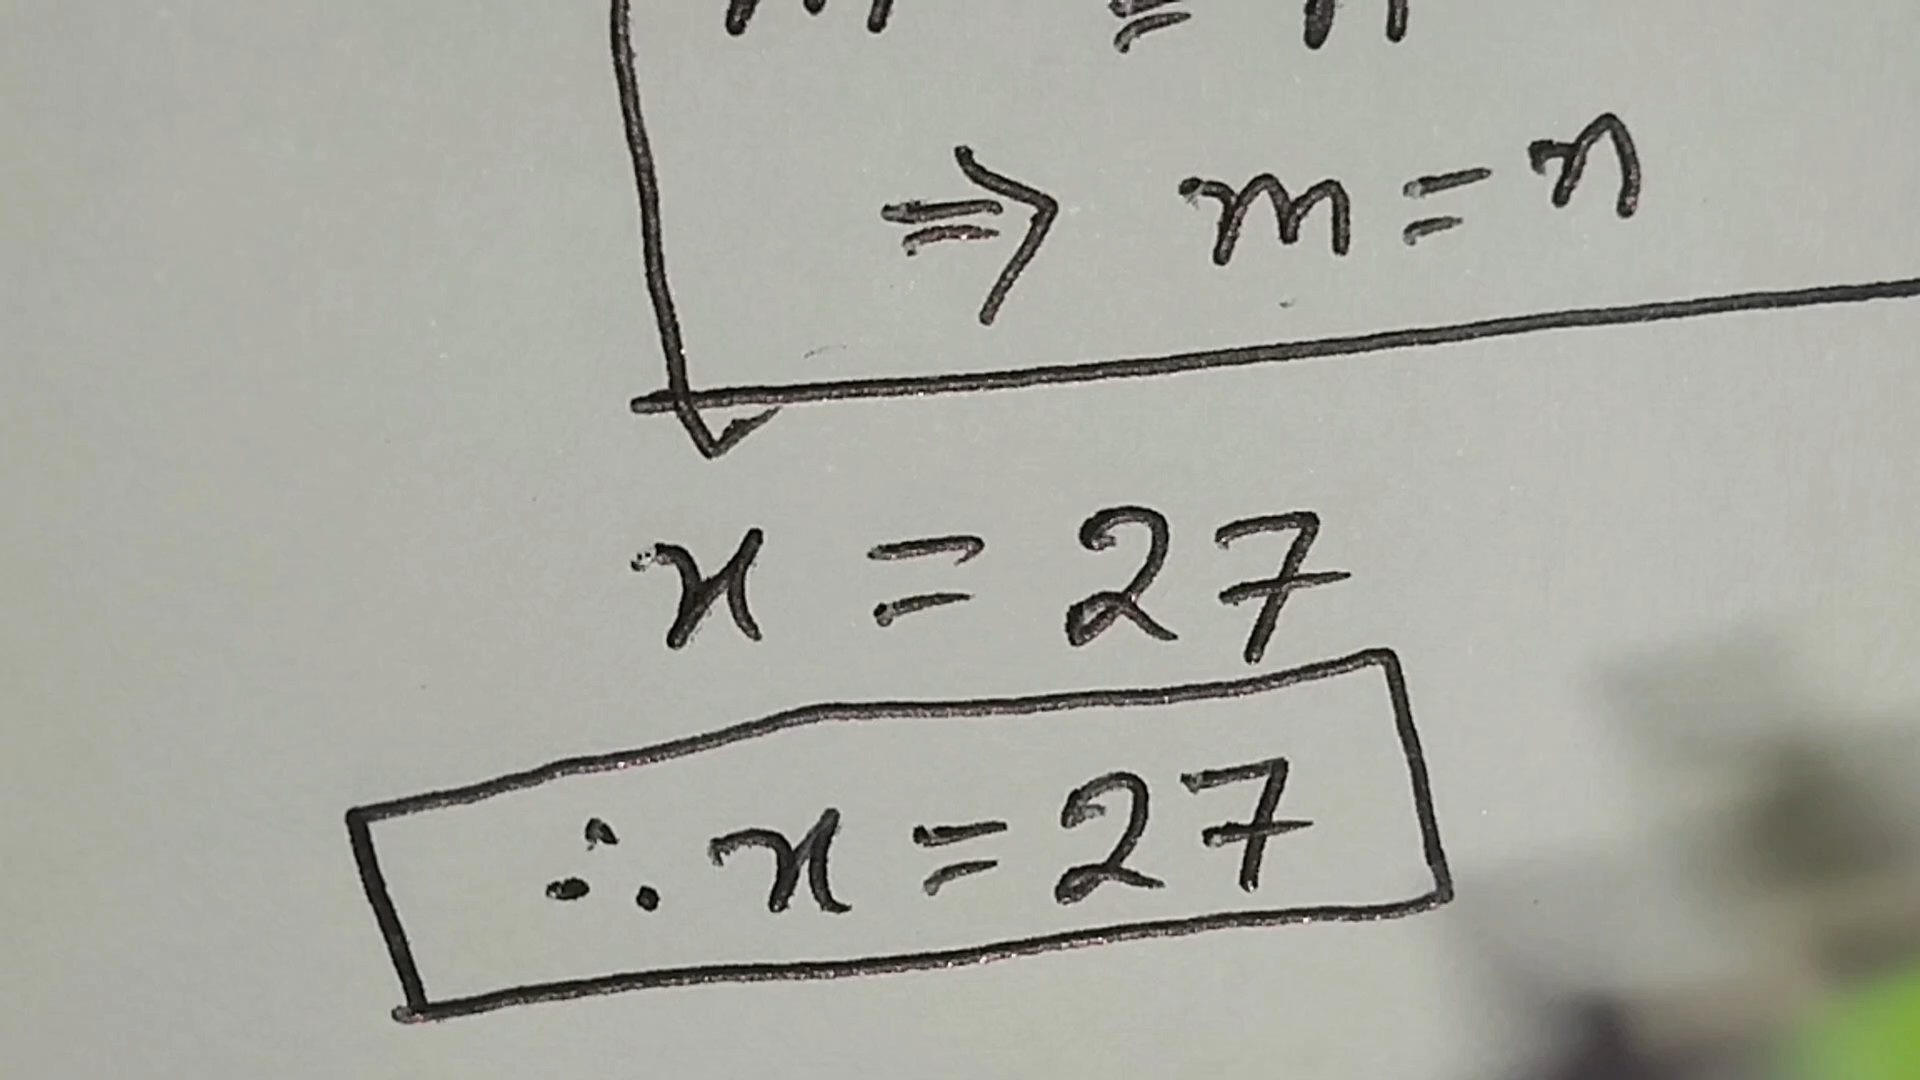 ⇒ m = n
x = 27
∴ x = 27